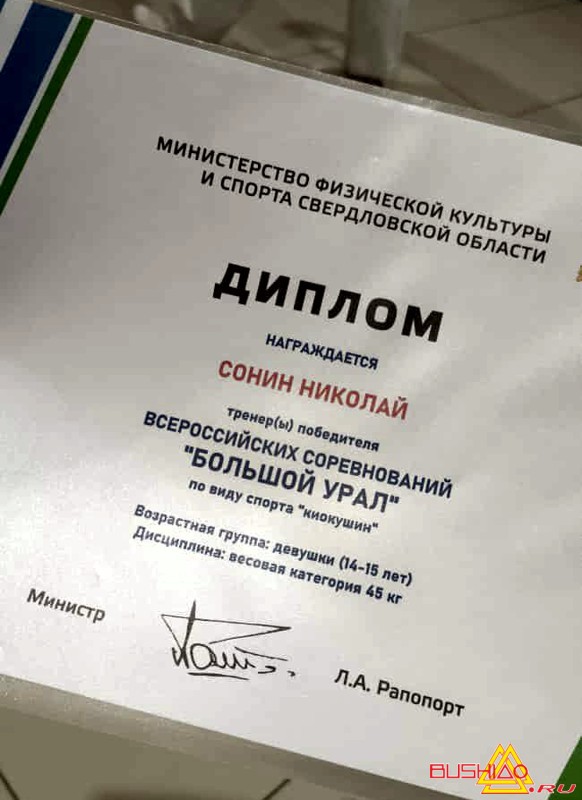 МИНИСТЕРСТВО ФИЗИЧЕСКОЙ КУЛЬТУРЫ
И СПОРТА СВЕРДЛОВСКОЙ ОБЛАСТИ
ДИПЛОМ
НАГРАЖДАЕТСЯ
СОНИН НИКОЛАЙ
тренер(ы) победителя
ВСЕРОССИЙСКИХ СОРЕВНОВАНИЙ
"БОЛЬШОЙ УРАЛ"
по виду спорта "киокушин"
Возрастная группа: девушки (14-15 лет)
Дисциплина: весовая категория 45 кг
Министр
Л.А. Рапопорт
BUSHIDO
.RU